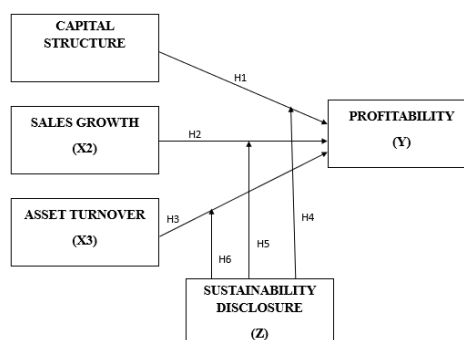 CAPITAL
STRUCTURE
H1
SALES GROWTH
(X2)
H2
PROFITABILITY
(Y)
ASSET TURNOVER
(X3)
H3
H4
H5
H6
SUSTAINABILITY
DISCLOSURE
(Z)